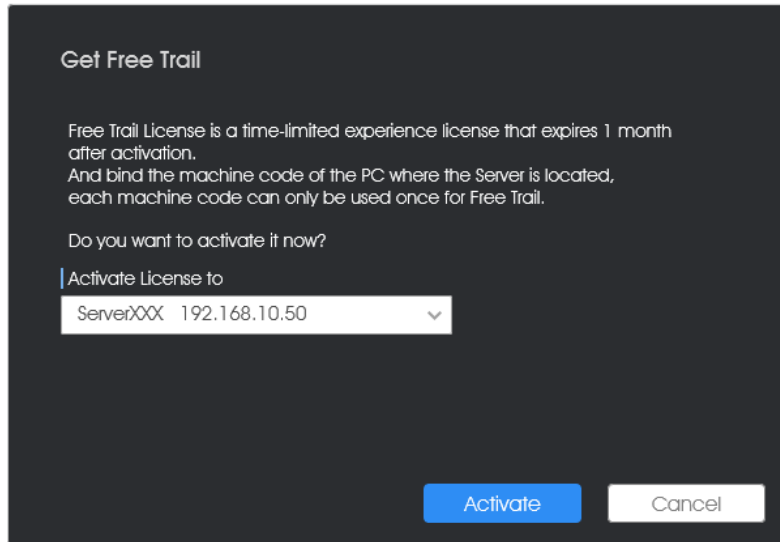 Get Free Trail
Free Trail License is a time-limited experience license that expires 1 month
after activation.
And bind the machine code of the PC where the Server is located,
each machine code can only be used once for Free Trail.
Do you want to activate it now?
Activate License to
ServerXXX 192.168.10.50
Activate Cancel